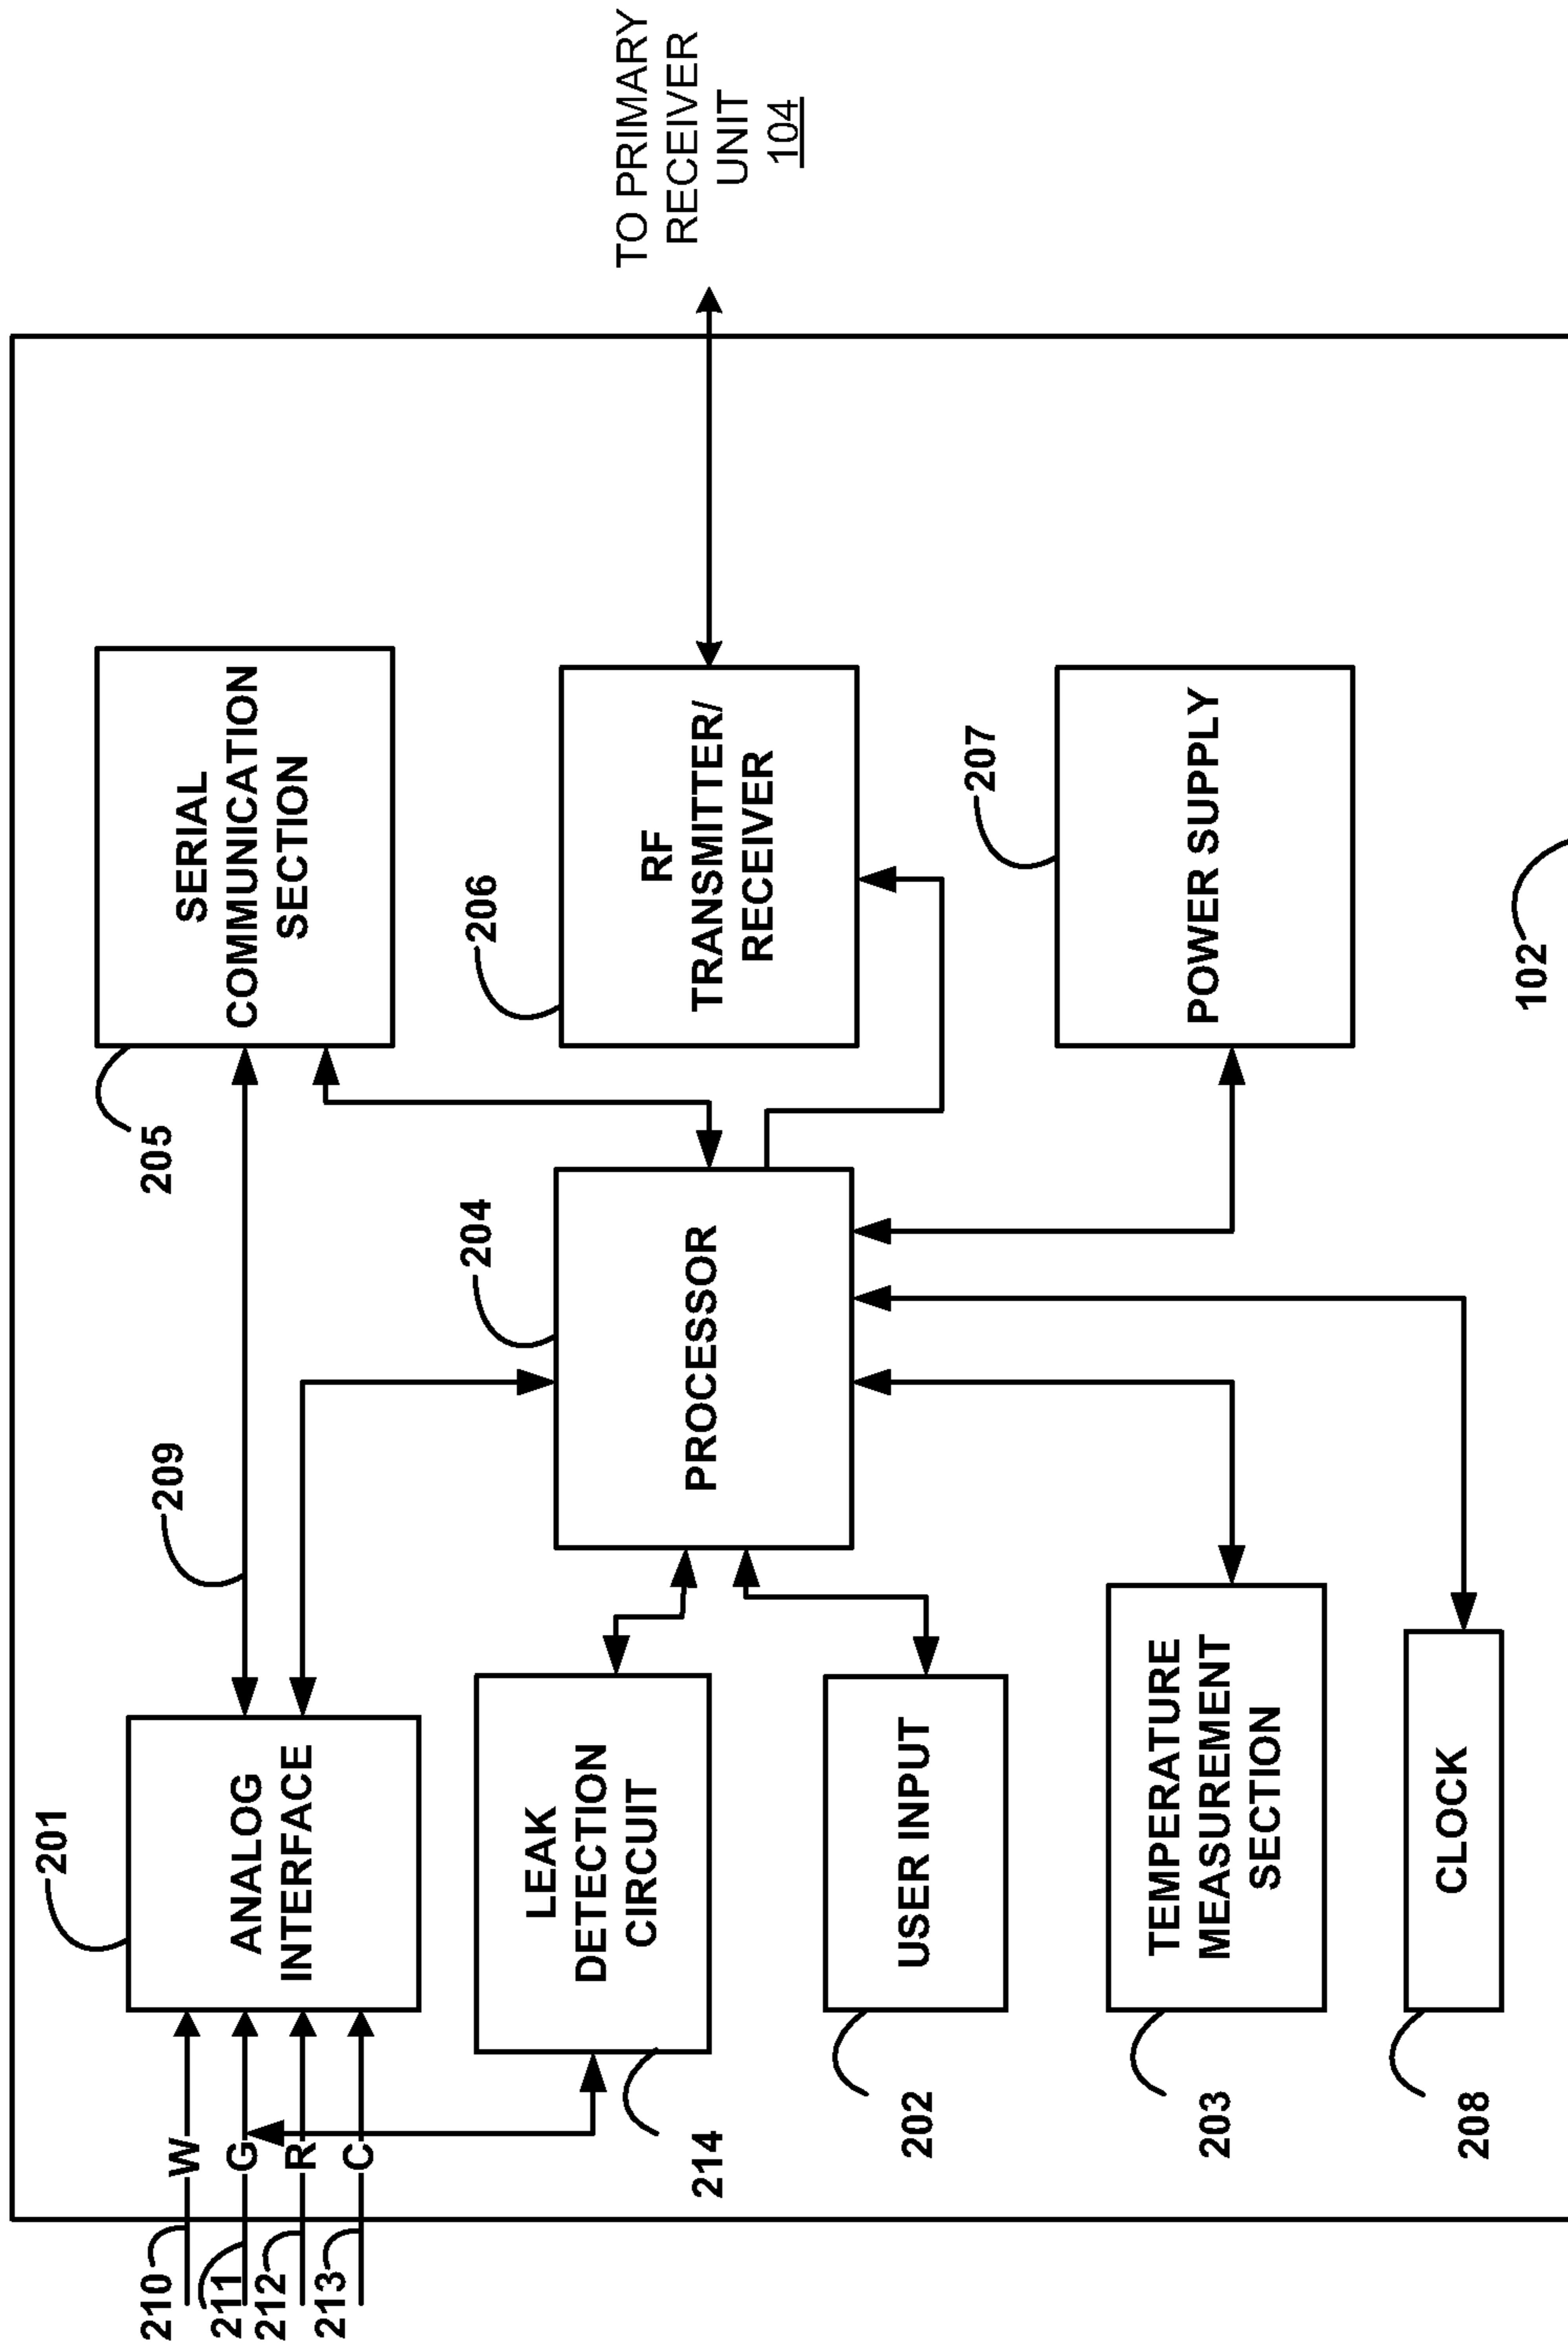 210
W
211
G
212
R
213
C
201
ANALOG
INTERFACE
209
205
SERIAL
COMMUNICATION
SECTION
214
LEAK
DETECTION
CIRCUIT
204
PROCESSOR
206
RF
TRANSMITTER/
RECEIVER
TO PRIMARY
RECEIVER
UNIT
104
202
USER INPUT
207
POWER SUPPLY
203
TEMPERATURE
MEASUREMENT
SECTION
208
CLOCK
102